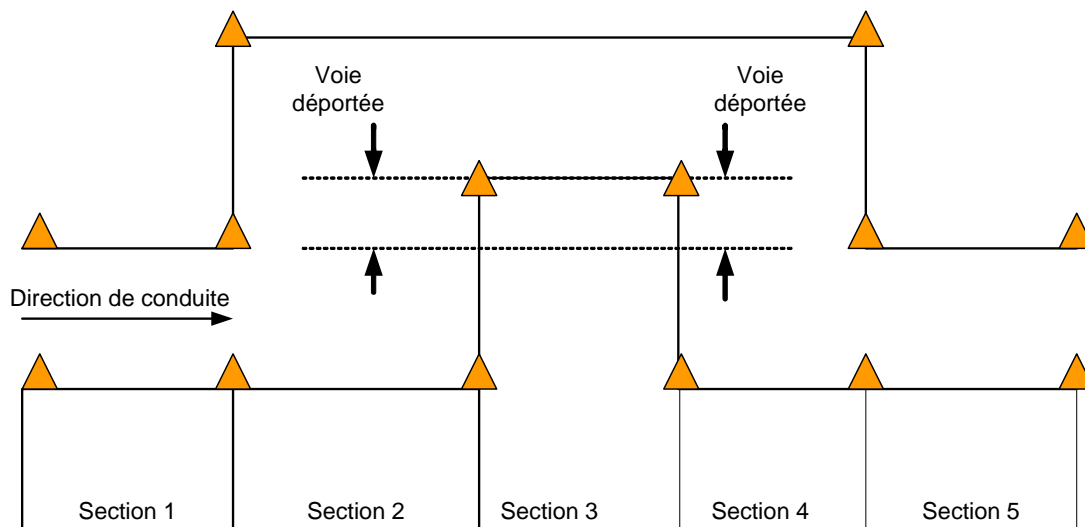 Voie
déportée
Voie
déportée
Direction de conduite
Section 1
Section 2
Section 3
Section 4
Section 5